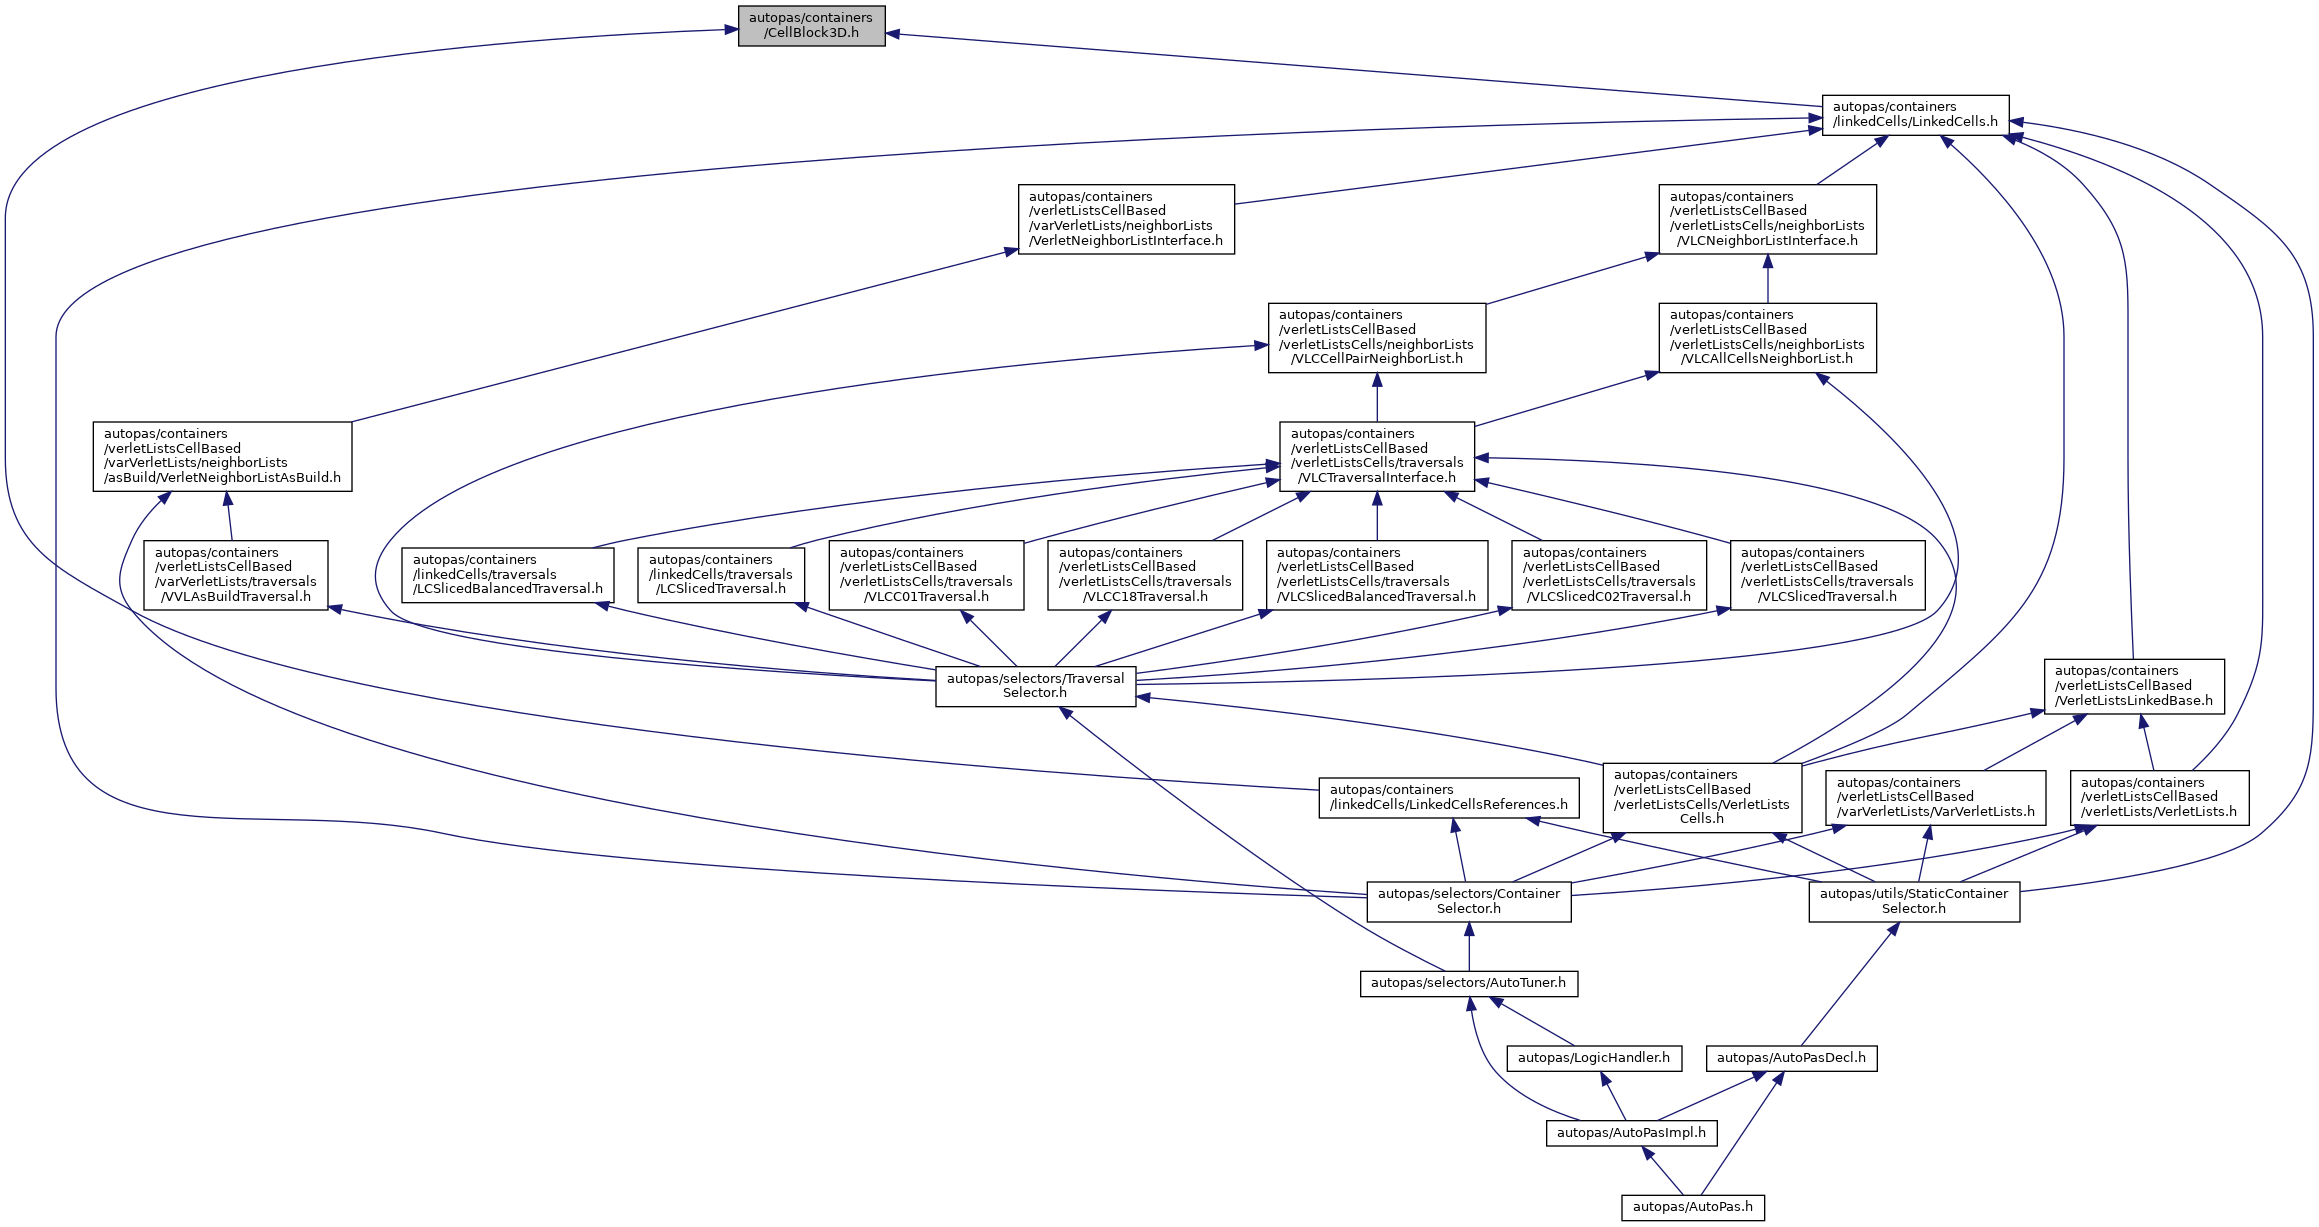 autopas/containers
/CellBlock3D.h
autopas/containers
/linkedCells/LinkedCells.h
autopas/containers
/verletListsCellBased
/varVerletLists/neighborLists
/VerletNeighborListInterface.h
autopas/containers
/verletListsCellBased
/verletListsCells/neighborLists
/VLCNeighborListInterface.h
autopas/containers
/verletListsCellBased
/verletListsCells/neighborLists
/VLCCellPairNeighborList.h
autopas/containers
/verletListsCellBased
/verletListsCells/neighborLists
/VLCAllCellsNeighborList.h
autopas/containers
/verletListsCellBased
/varVerletLists/neighborLists
/asBuild/VerletNeighborListAsBuild.h
autopas/containers
/verletListsCellBased
/verletListsCells/traversals
/VLCTraversalInterface.h
autopas/containers
/verletListsCellBased
/varVerletLists/traversals
/VVLAsBuildTraversal.h
autopas/containers
/linkedCells/traversals
/LCSlicedBalancedTraversal.h
autopas/containers
/linkedCells/traversals
/LCSlicedTraversal.h
autopas/containers
/verletListsCellBased
/verletListsCells/traversals
/VLCC01Traversal.h
autopas/containers
/verletListsCellBased
/verletListsCells/traversals
/VLCC18Traversal.h
autopas/containers
/verletListsCellBased
/verletListsCells/traversals
/VLCSlicedBalancedTraversal.h
autopas/containers
/verletListsCellBased
/verletListsCells/traversals
/VLCSlicedC02Traversal.h
autopas/containers
/verletListsCellBased
/verletListsCells/traversals
/VLCSlicedTraversal.h
autopas/selectors/Traversal
Selector.h
autopas/containers
/verletListsCellBased
/VerletListsLinkedBase.h
autopas/containers
/linkedCells/LinkedCellsReferences.h
autopas/containers
/verletListsCellBased
/verletListsCells/VerletLists
Cells.h
autopas/containers
/verletListsCellBased
/varVerletLists/VarVerletLists.h
autopas/containers
/verletListsCellBased
/verletLists/VerletLists.h
autopas/selectors/Container
Selector.h
autopas/utils/StaticContainer
Selector.h
autopas/selectors/AutoTuner.h
autopas/LogicHandler.h
autopas/AutoPasDecl.h
autopas/AutoPasImpl.h
autopas/AutoPas.h